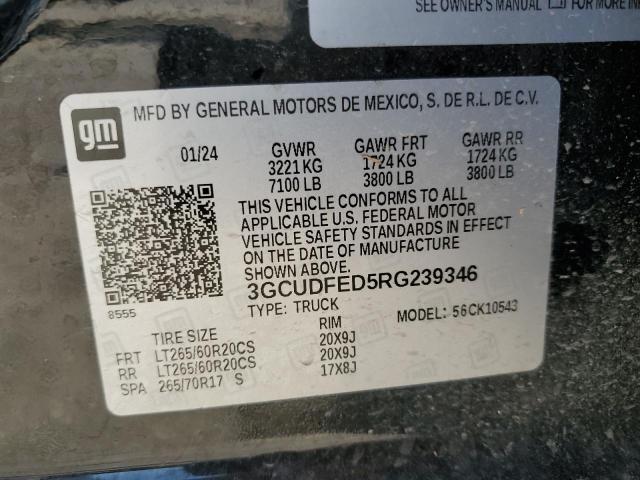 SEE OWNER'S MANUAL FOR MORE
gm
MFD BY GENERAL MOTORS DE MEXICO, S. DE R.L. DE C.V.
01/24 GVWR GAWR FRT GAWR RR
3221 KG 1724 KG 1724 KG
7100 LB 3800 LB 3800 LB
THIS VEHICLE CONFORMS TO ALL
APPLICABLE U.S. FEDERAL MOTOR
VEHICLE SAFETY STANDARDS IN EFFECT
ON THE DATE OF MANUFACTURE
SHOWN ABOVE.
3GCUDFED5RG239346
8555
TYPE: TRUCK MODEL: 56CK10543
TIRE SIZE RIM
FRT LT265/60R20CS 20X9J
RR LT265/60R20CS 20X9J
SPA 265/70R17 S 17X8J